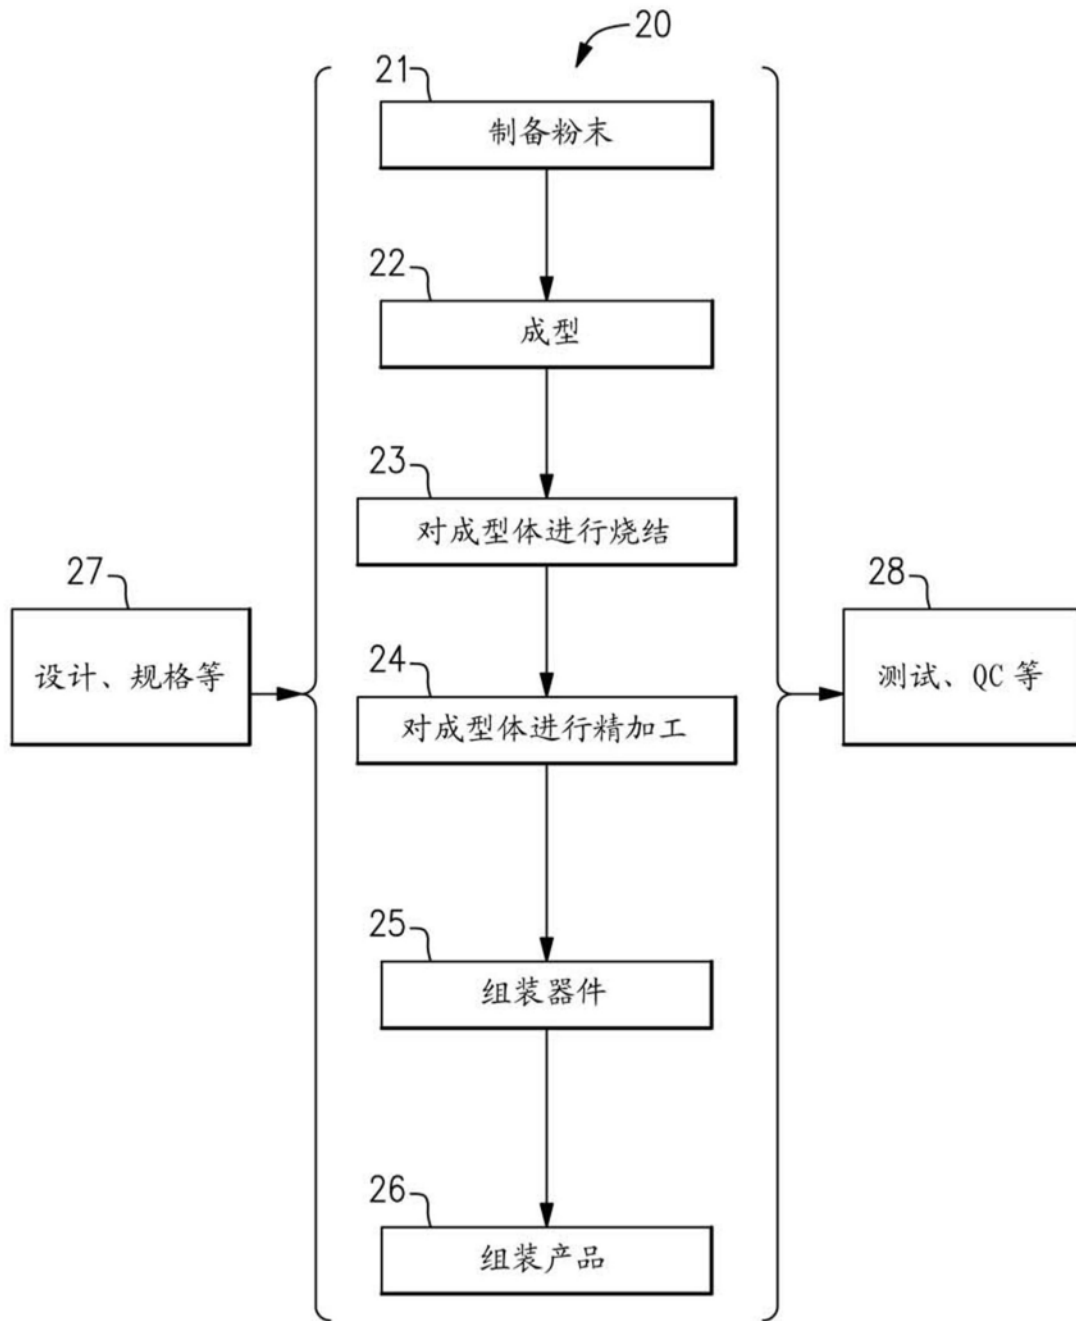 20
21
制备粉末
22
成型
23
对成型体进行烧结
27
设计、规格等
28
测试、QC 等
24
对成型体进行精加工
25
组装器件
26
组装产品